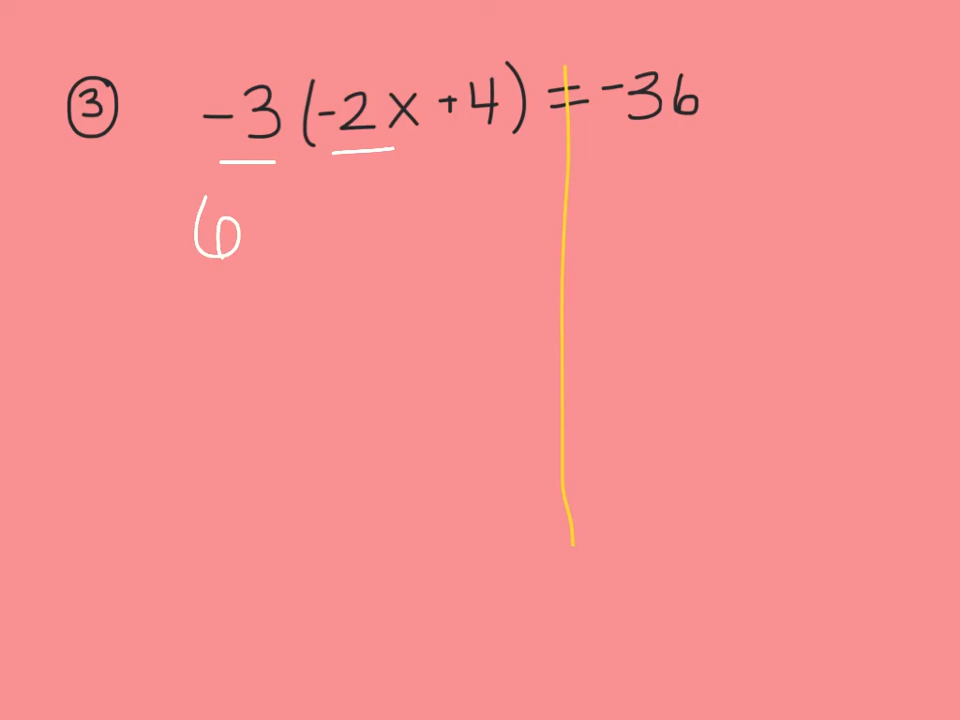 ③ -3(-2x+4) = -36
6